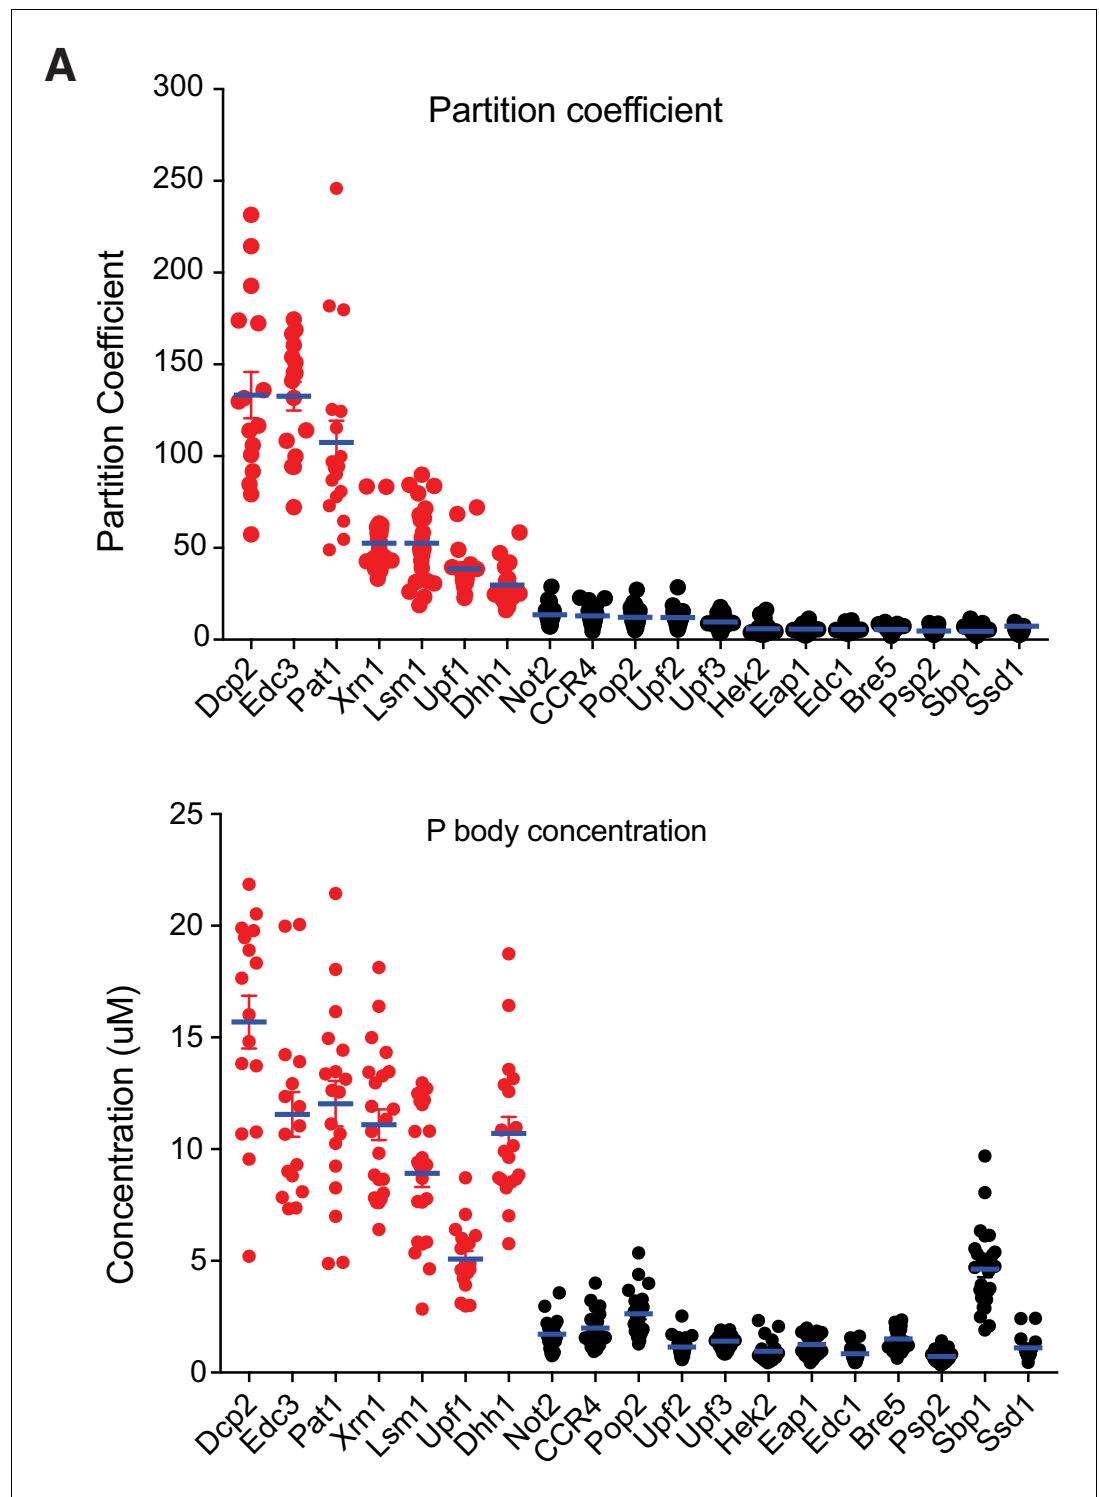 A
Partition coefficient
Partition Coefficient
300
250
200
150
100
50
0
Dcp2 Edc3 Pat1 Xrn1 Lsm1 Upf1 Dhh1 Not2 CCR4 Pop2 Upf2 Upf3 Hek2 Eap1 Edc1 Bre5 Psp2 Sbp1 Ssd1
P body concentration
Concentration (uM)
25
20
15
10
5
0
Dcp2 Edc3 Pat1 Xrn1 Lsm1 Upf1 Dhh1 Not2 CCR4 Pop2 Upf2 Upf3 Hek2 Eap1 Edc1 Bre5 Psp2 Sbp1 Ssd1